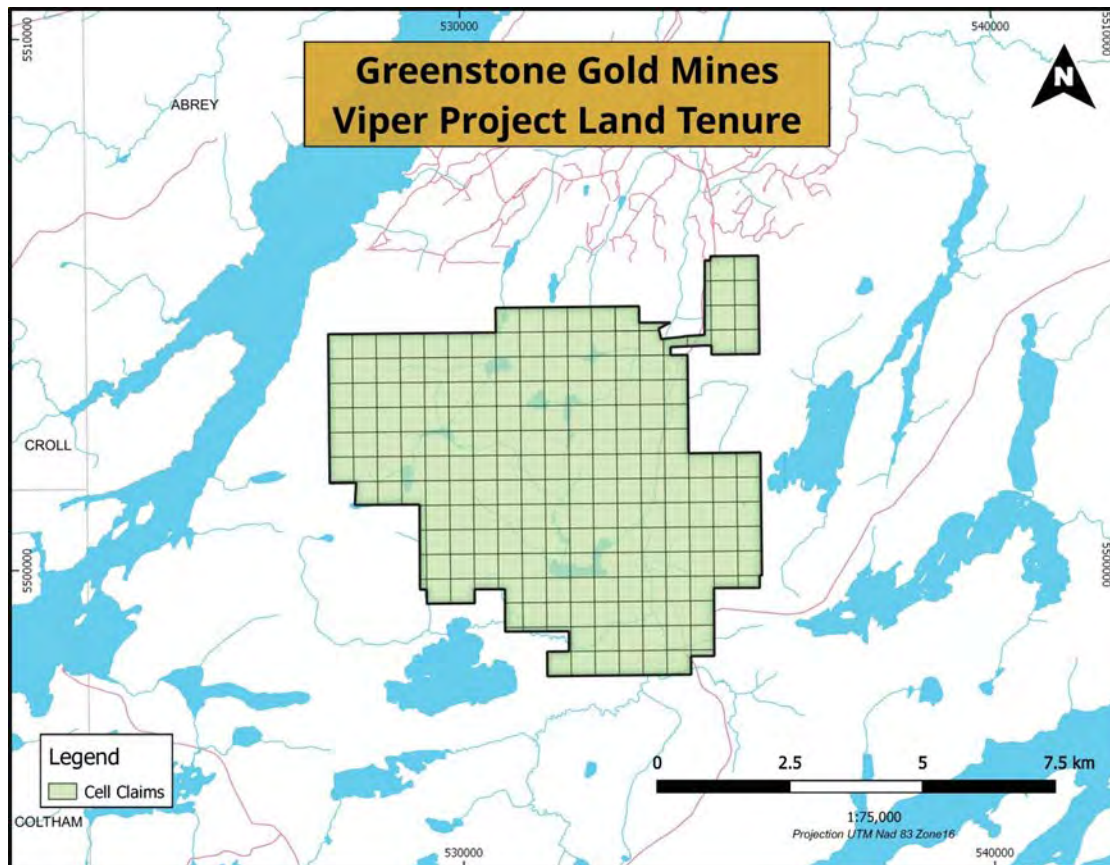 530000
540000
5510000
5510000
Greenstone Gold Mines
Viper Project Land Tenure
N
ABREY
CROLL
5500000
5500000
Legend
Cell Claims
COLTHAM
0 2.5 5 7.5 km
1:75,000
Projection UTM Nad 83 Zone16
530000
540000